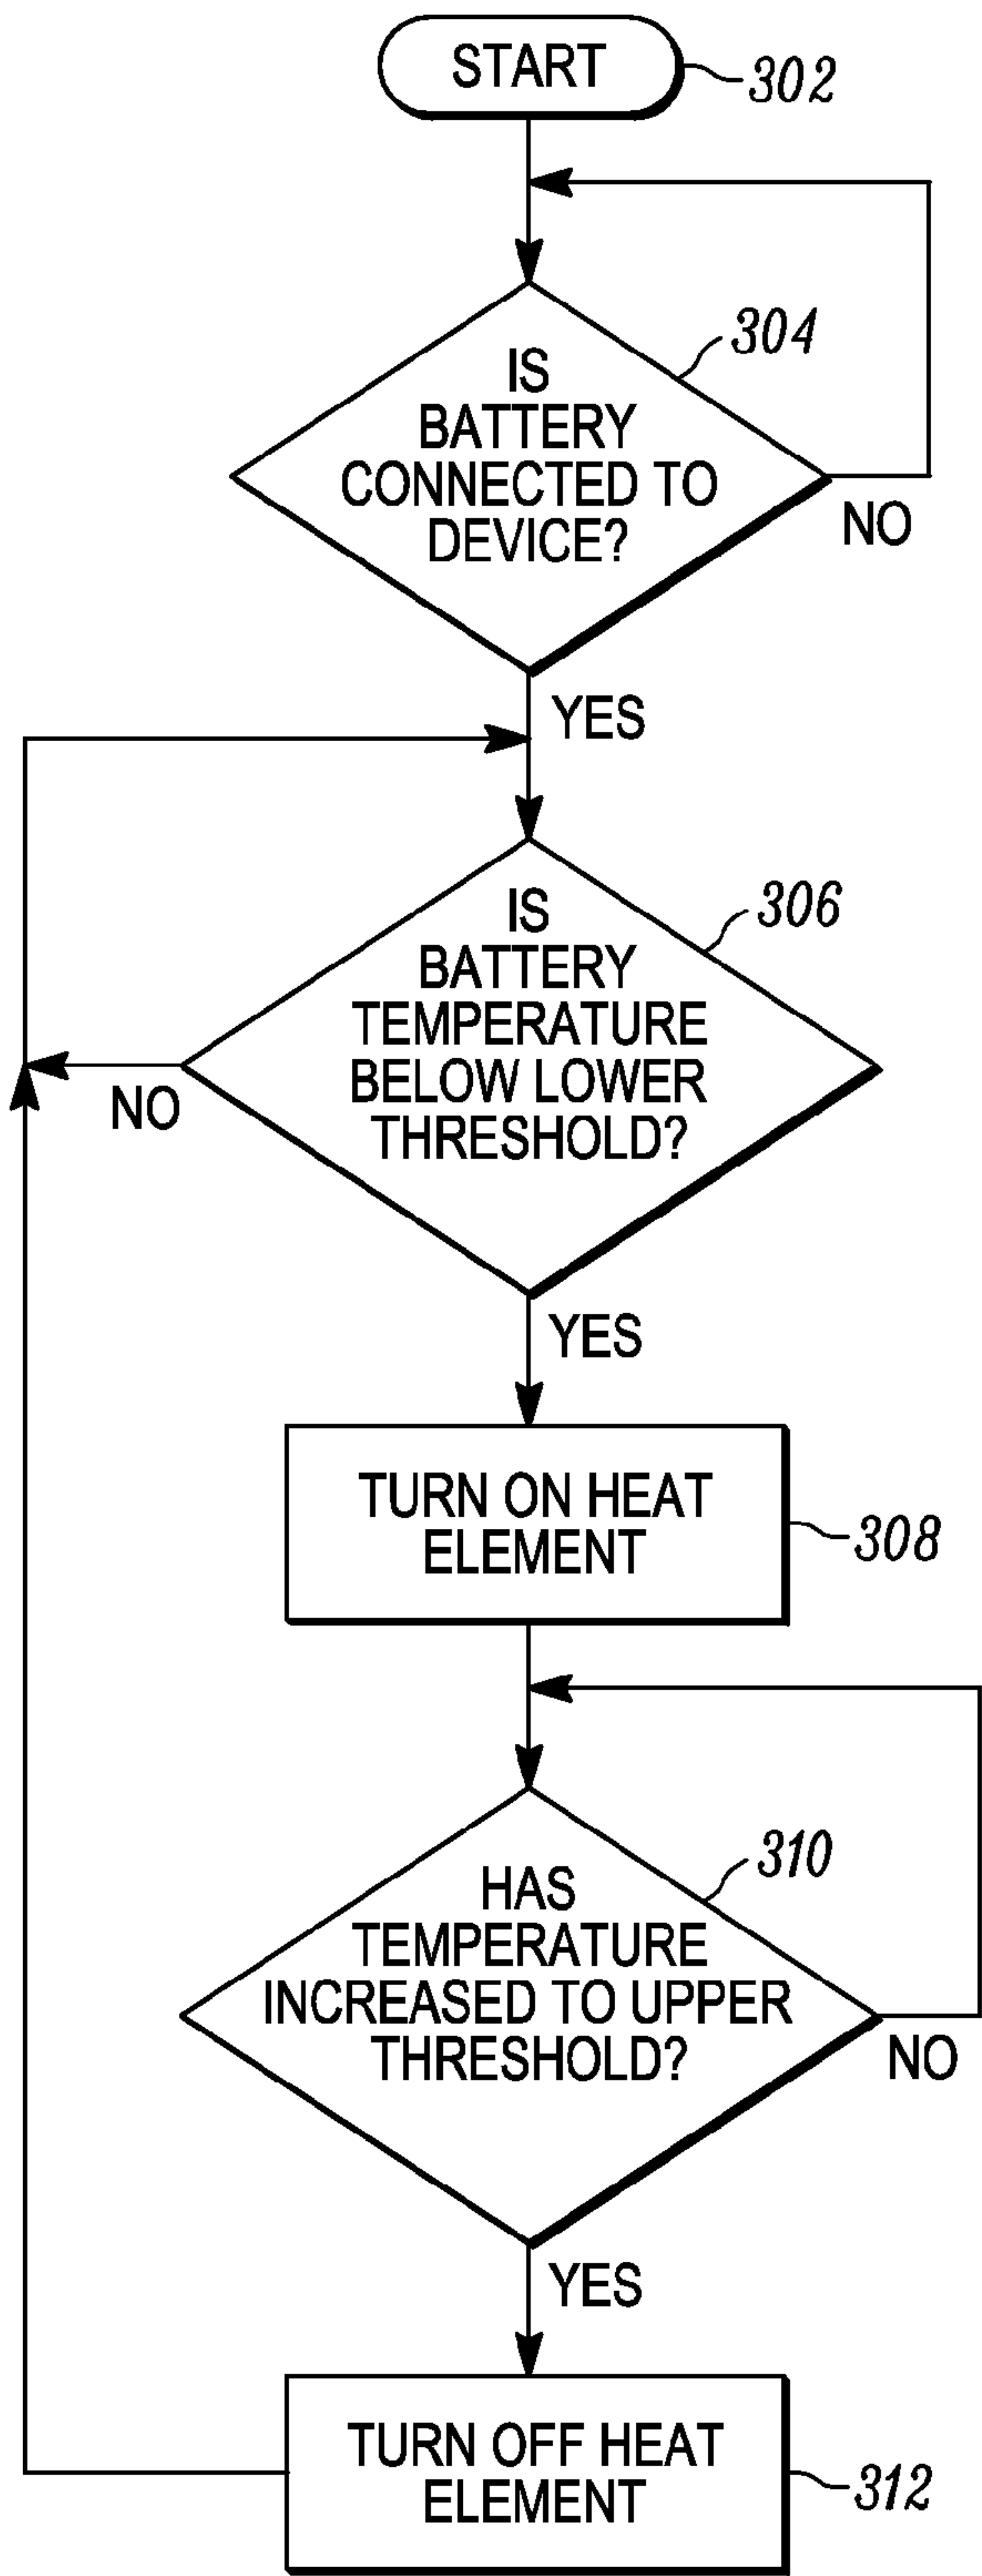 START
302
304
IS
BATTERY
CONNECTED TO
DEVICE?
NO
YES
306
IS
BATTERY
TEMPERATURE
BELOW LOWER
THRESHOLD?
NO
YES
TURN ON HEAT
ELEMENT
308
310
HAS
TEMPERATURE
INCREASED TO UPPER
THRESHOLD?
NO
YES
TURN OFF HEAT
ELEMENT
312